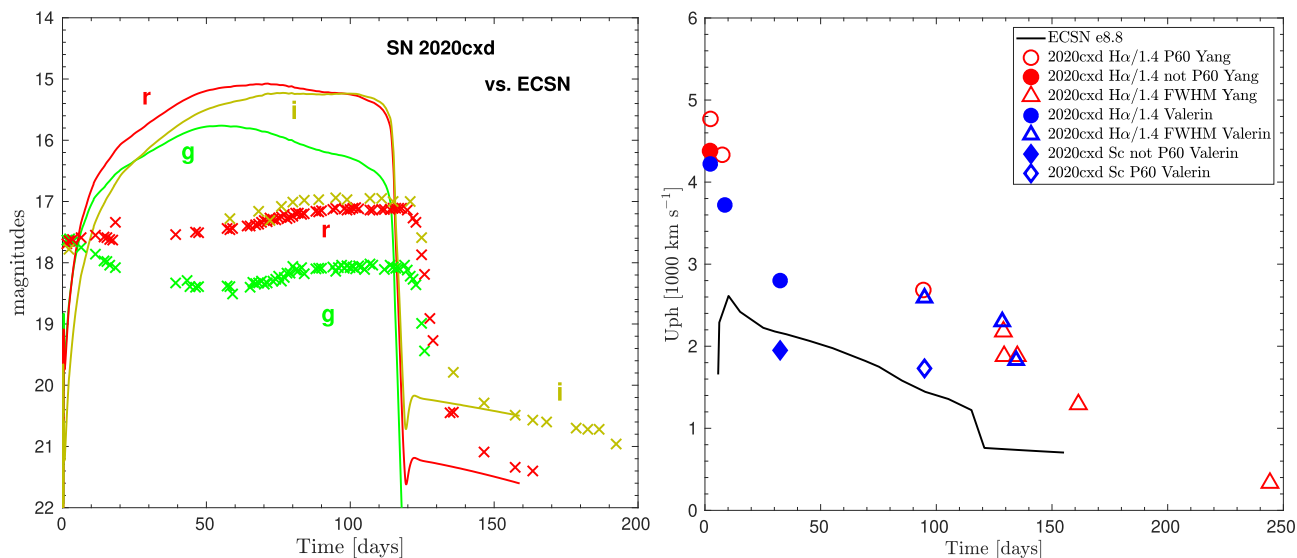 14
15
16
17
18
19
20
21
22
magnitudes
0
50
100
150
200
Time [days]
SN 2020cxd
vs. ECSN
r
i
g
r
g
i
6
5
4
3
2
1
0
Uph [1000 km s⁻¹]
0
50
100
150
200
250
Time [days]
ECSN e8.8
2020cxd Hα/1.4 P60 Yang
2020cxd Hα/1.4 not P60 Yang
2020cxd Hα/1.4 FWHM Yang
2020cxd Hα/1.4 Valerin
2020cxd Hα/1.4 FWHM Valerin
2020cxd Sc not P60 Valerin
2020cxd Sc P60 Valerin